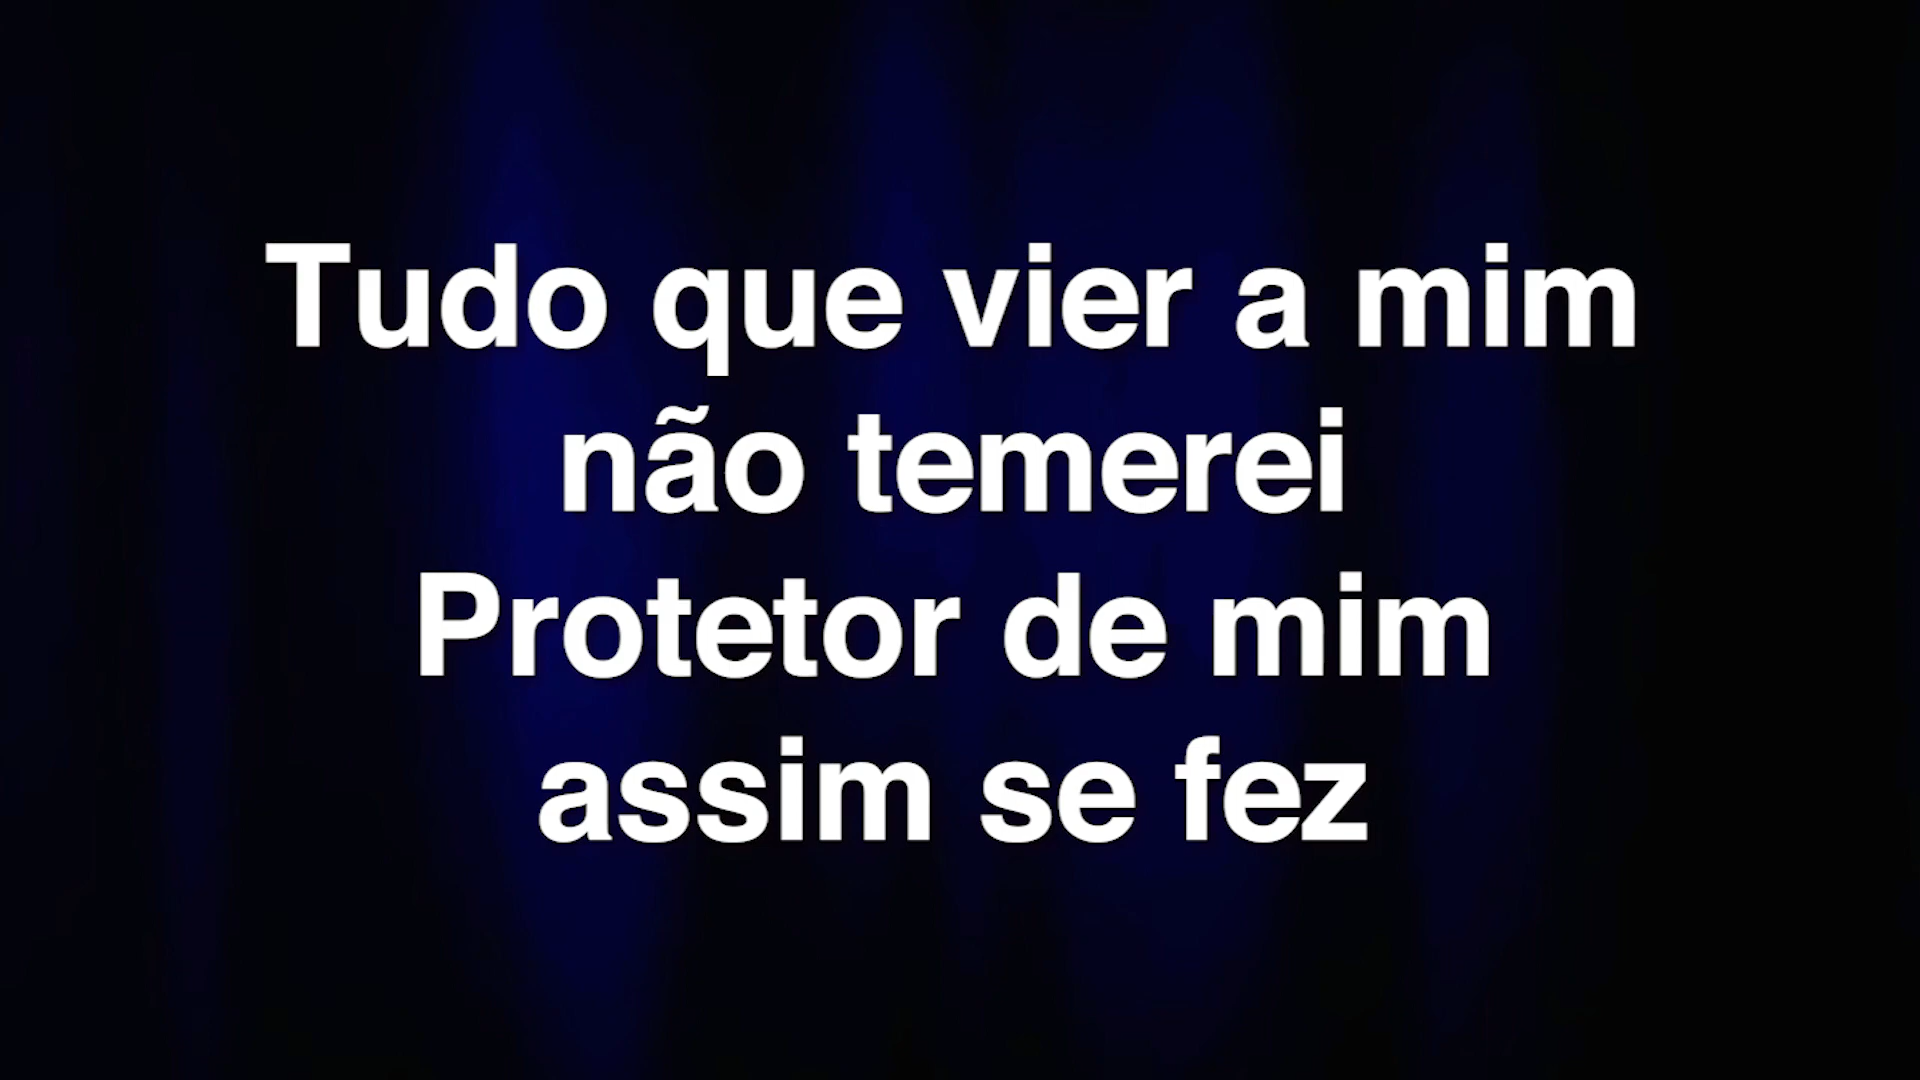 Tudo que vier a mim
não temerei
Protetor de mim
assim se fez